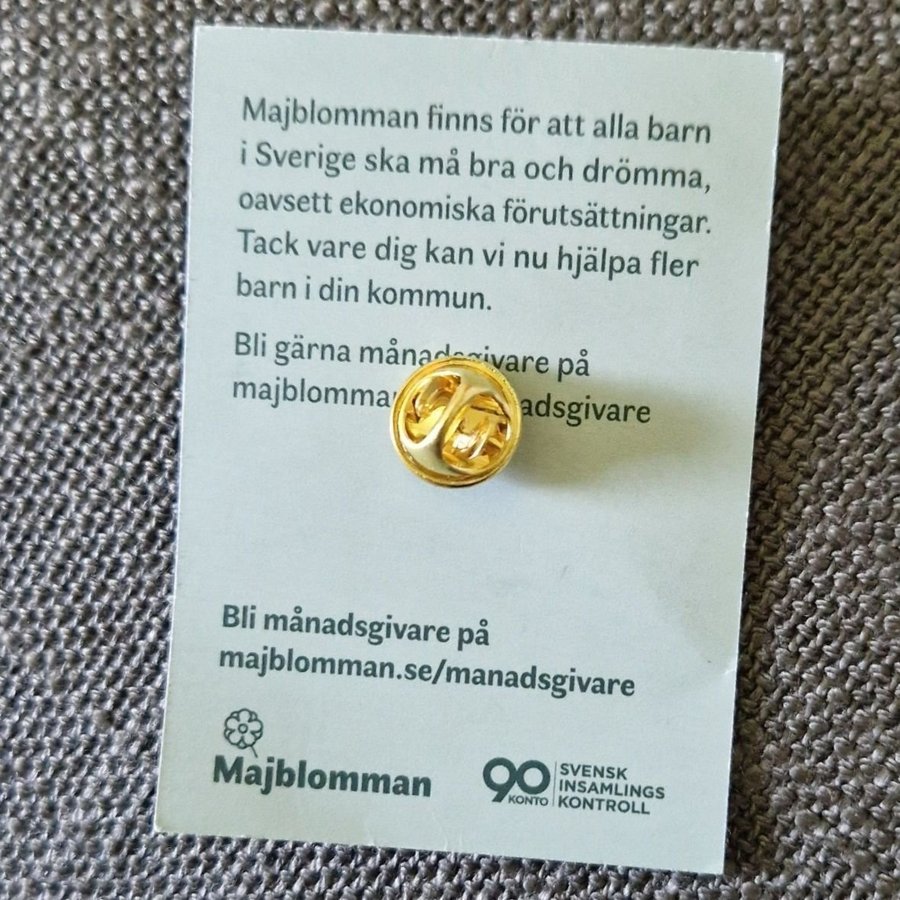 Majblomman finns för att alla barn
i Sverige ska må bra och drömma,
oavsett ekonomiska förutsättningar.
Tack vare dig kan vi nu hjälpa fler
barn i din kommun.
Bli gärna månadsgivare på
majblomman adsgivare
Bli månadsgivare på
majblomman.se/manadsgivare
Majblomman
90 KONTO
SVENSK
INSAMLINGS
KONTROLL